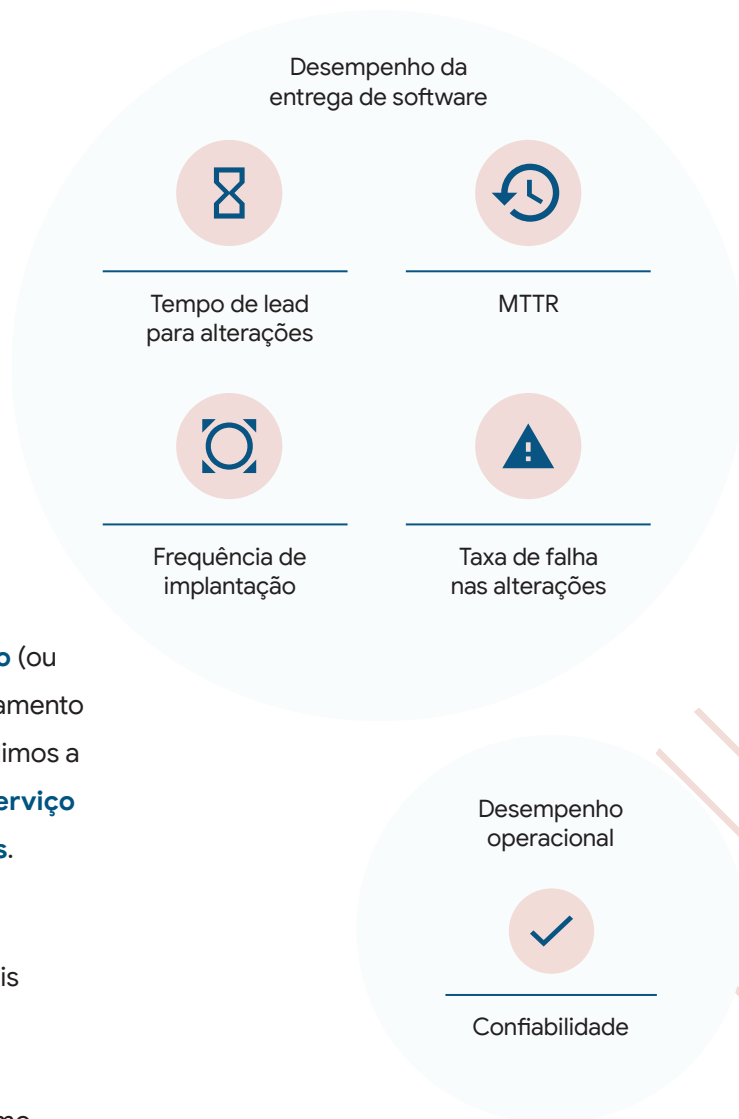 Desempenho da
entrega de software
Tempo de lead
para alterações
MTTR
Frequência de
implantação
Taxa de falha
nas alterações
(ou
imos a
erviço
s.
Desempenho
operacional
is
Confiabilidade